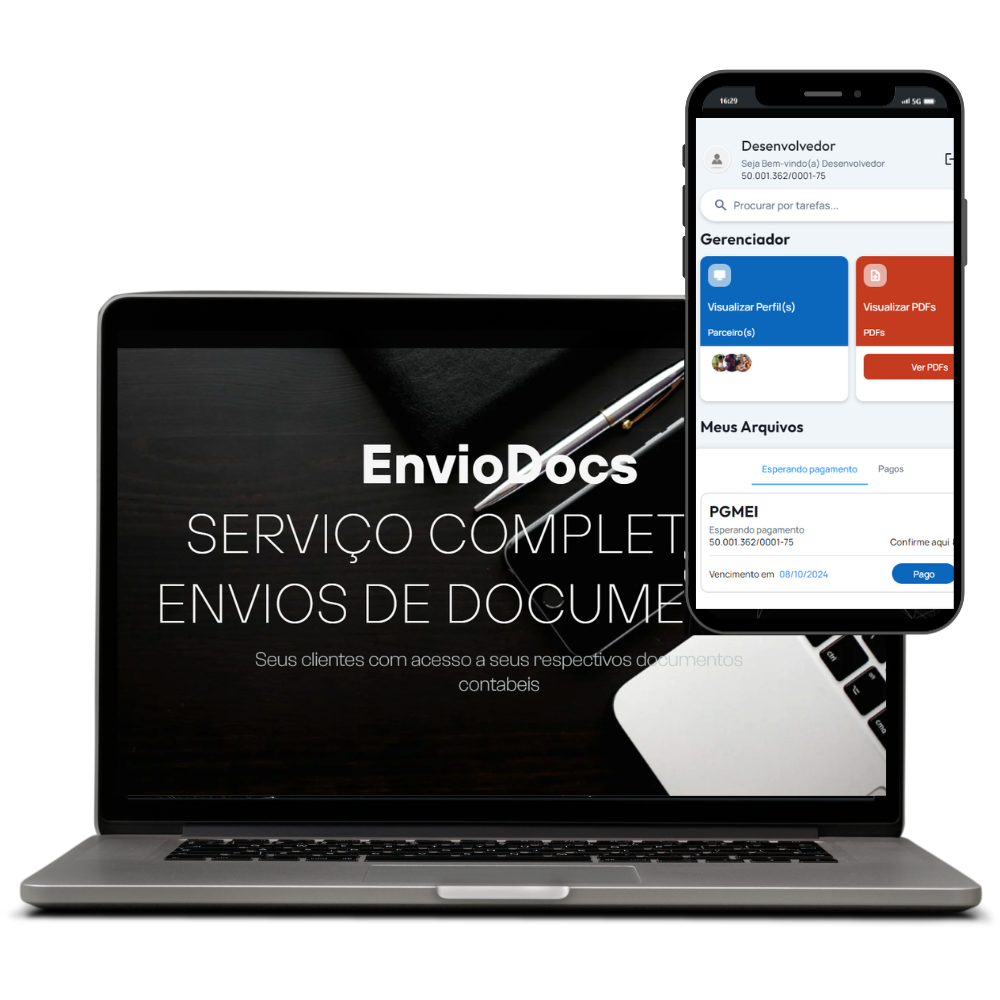 16:29
5G
Desenvolvedor
Seja Bem-vindo(a) Desenvolvedor
50.001.362/0001-75
Procurar por tarefas...
Gerenciador
Visualizar Perfil(s)
Parceiro(s)
Visualizar PDFs
PDFs
Ver PDFs
Meus Arquivos
Esperando pagamento
Pagos
PGMEI
Esperando pagamento
50.001.362/0001-75
Confirme aqui
Vencimento em 08/10/2024
Pago
EnvioDocs
SERVIÇO COMPLET
ENVIOS DE DOCUME
Seus clientes com acesso a seus respectivos documentos
contabeis
ctrl
opt
cmd